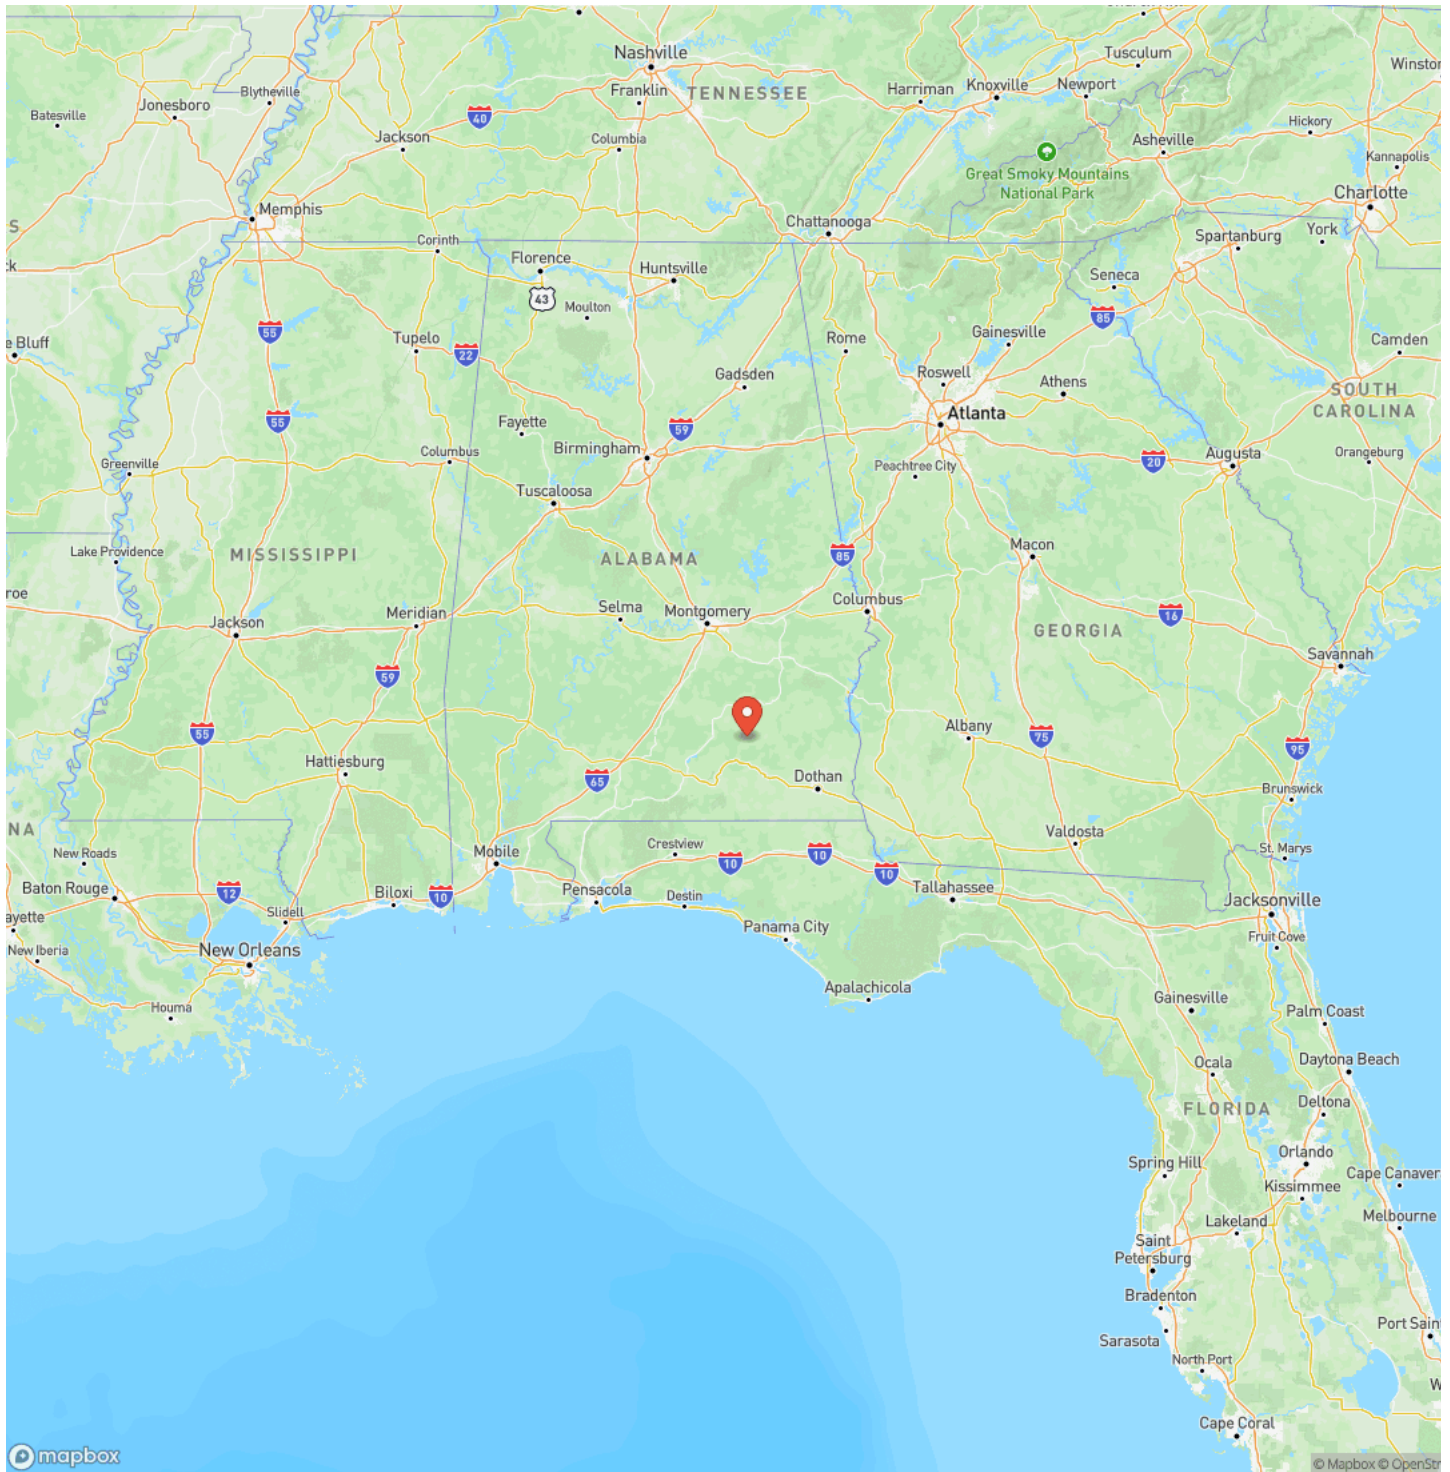 Nashville
Tusculum
Winston
Blytheville
Franklin
TENNESSEE
Harriman
Knoxville
Newport
Jonesboro
Batesville
40
Jackson
Columbia
Hickory
Asheville
Kannapolis
Great Smoky Mountains
National Park
Charlotte
Memphis
Chattanooga
York
Spartanburg
Corinth
Florence
Huntsville
Seneca
43
Moulton
85
55
Gainesville
e Bluff
Tupelo
22
Rome
Camden
Gadsden
Roswell
Athens
SOUTH
CAROLINA
Atlanta
55
Fayette
59
Birmingham
Columbus
Greenville
Peachtree City
20
Augusta
Orangeburg
Tuscaloosa
Lake Providence
MISSISSIPPI
ALABAMA
85
Macon
roe
Jackson
Meridian
Selma
Montgomery
Columbus
16
GEORGIA
Savannah
59
55
Albany
75
95
Hattiesburg
65
Dothan
Brunswick
NA
New Roads
Mobile
Crestview
10
10
10
Valdosta
St. Marys
Baton Rouge
12
Biloxi
10
Pensacola
Destin
Tallahassee
Jacksonville
ayette
Slidell
New Iberia
New Orleans
Panama City
Fruit Cove
Houma
Apalachicola
Gainesville
Palm Coast
Ocala
Daytona Beach
FLORIDA
Deltona
Spring Hill
Orlando
Cape Canaver
Kissimmee
Lakeland
Melbourne
Saint
Petersburg
Bradenton
Sarasota
Port Sain
North Port
Cape Coral
mapbox
© Mapbox © OpenStr